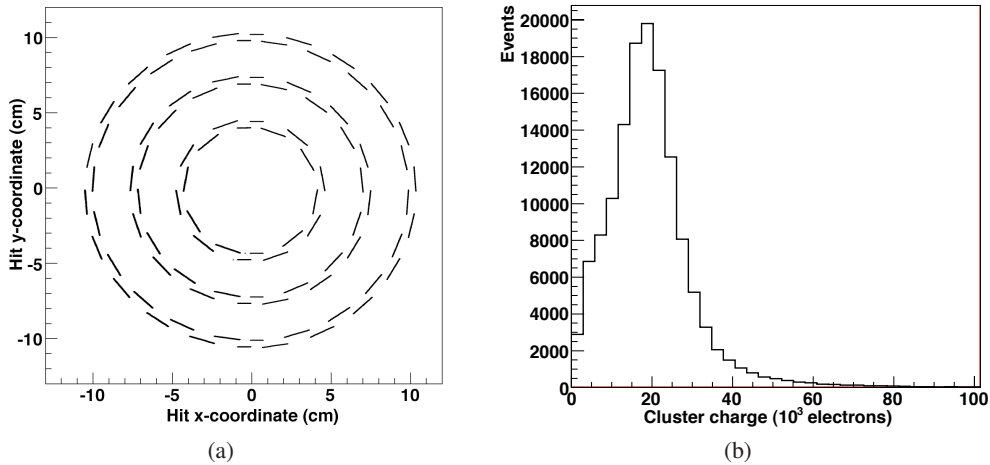 10
5
0
-5
-10
Hit y-coordinate (cm)
-10 -5 0 5 10
Hit x-coordinate (cm)
(a)
Events
20000
18000
16000
14000
12000
10000
8000
6000
4000
2000
0
0 20 40 60 80 100
Cluster charge (10³ electrons)
(b)